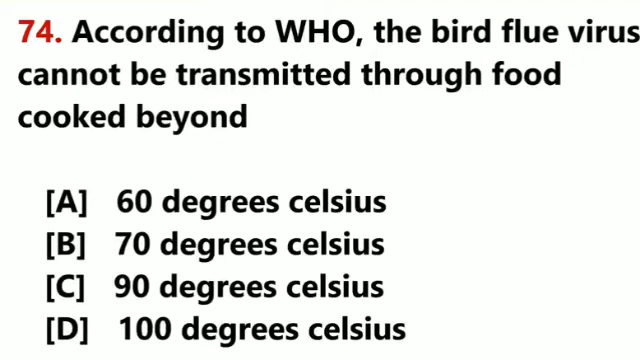 74. According to WHO, the bird flue virus
cannot be transmitted through food
cooked beyond
[A] 60 degrees celsius
[B] 70 degrees celsius
[C] 90 degrees celsius
[D] 100 degrees celsius